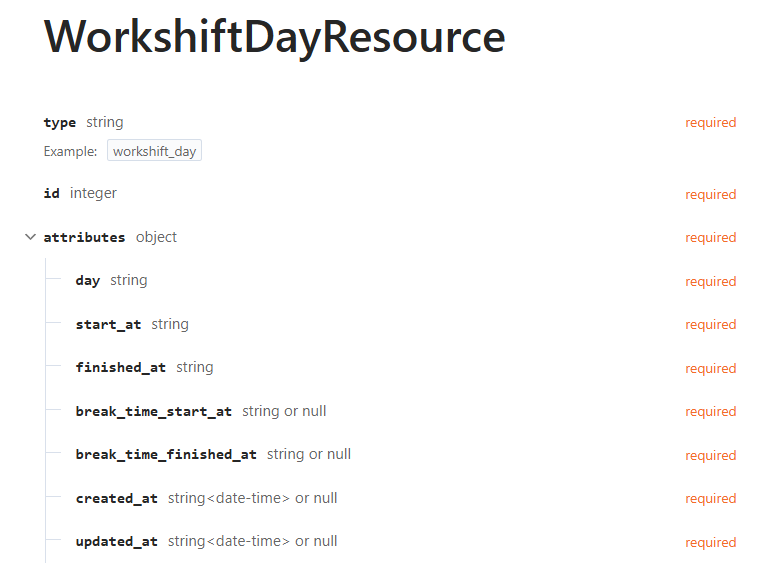 WorkshiftDayResource
type string required
Example: workshift_day
id integer required
attributes object required
day string required
start_at string required
finished_at string required
break_time_start_at string or null required
break_time_finished_at string or null required
created_at string<date-time> or null required
updated_at string<date-time> or null required